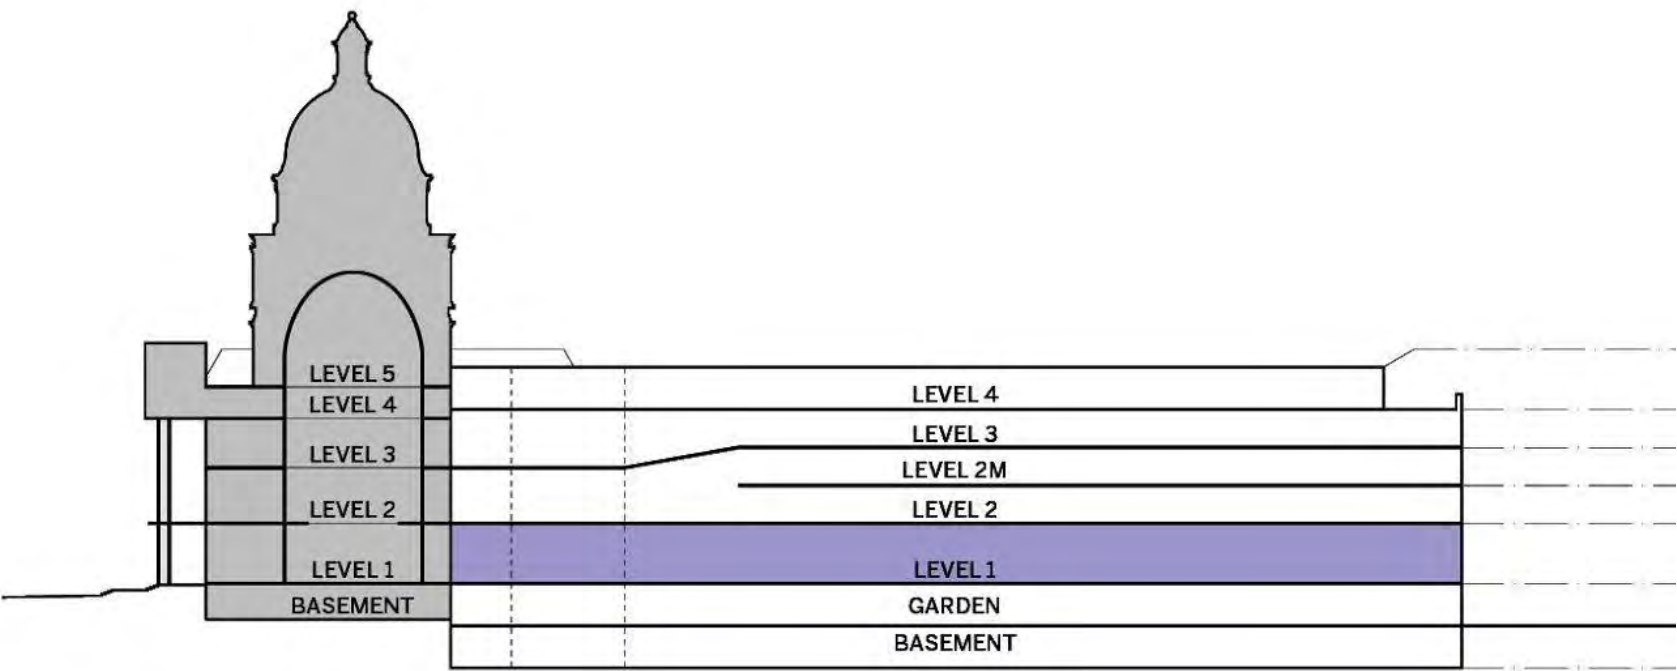 LEVEL 5
LEVEL 4
LEVEL 3
LEVEL 2
LEVEL 1
BASEMENT
LEVEL 4
LEVEL 3
LEVEL 2M
LEVEL 2
LEVEL 1
GARDEN
BASEMENT